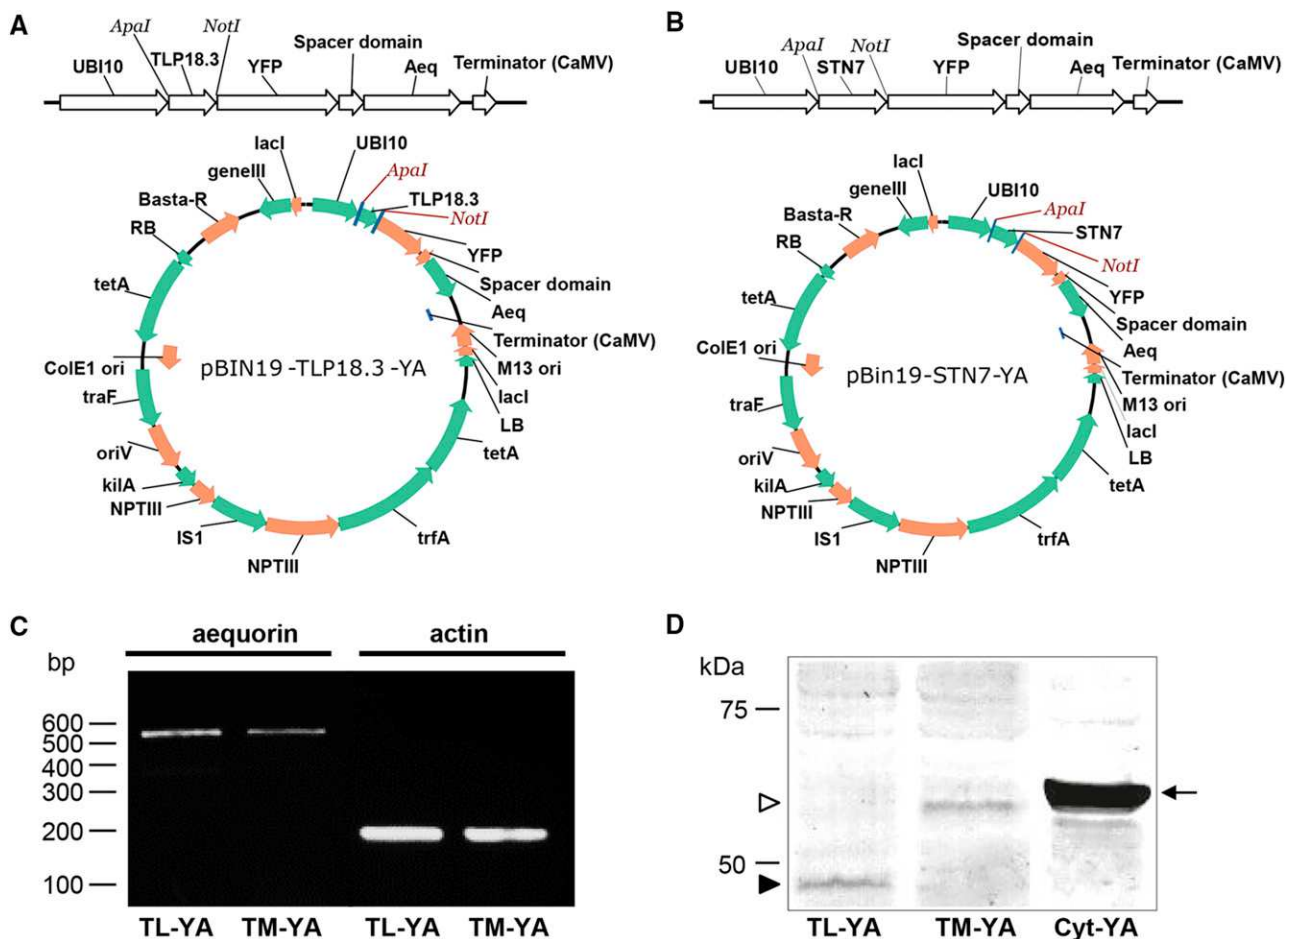 A
ApaI
NotI
UBI10
TLP18.3
YFP
Spacer domain
Aeq
Terminator (CaMV)
lacI
UBI10
geneIII
ApaI
Basta-R
TLP18.3
NotI
RB
YFP
tetA
Spacer domain
Aeq
Terminator (CaMV)
ColE1 ori
pBIN19 -TLP18.3 -YA
M13 ori
lacI
traF
LB
oriV
tetA
kilA
NPTIII
IS1
trfA
NPTIII
B
ApaI
NotI
Spacer domain
UBI10
STN7
YFP
Aeq
Terminator (CaMV)
lacI
geneIII
UBI10
ApaI
Basta-R
STN7
RB
NotI
tetA
YFP
Spacer domain
ColE1 ori
Aeq
pBin19-STN7-YA
Terminator (CaMV)
M13 ori
traF
lacI
oriV
LB
kilA
tetA
NPTIII
IS1
trfA
NPTIII
C
aequorin
actin
bp
600
500
400
300
200
100
TL-YA
TM-YA
TL-YA
TM-YA
D
kDa
75
50
TL-YA
TM-YA
Cyt-YA